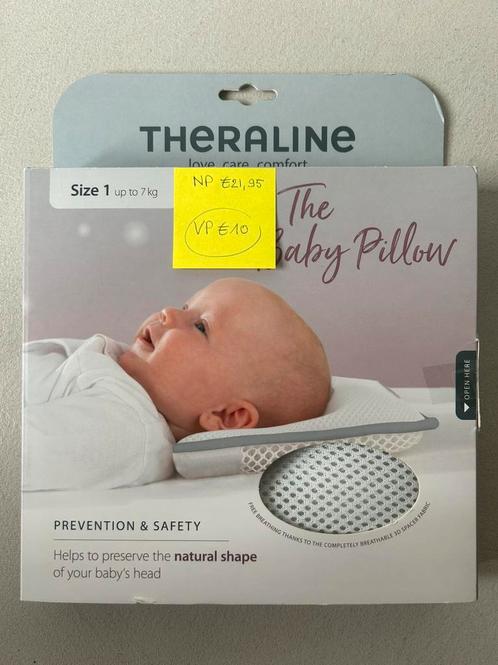 THERALINE
love. care. comfort.
Size 1 up to 7 kg
NP €21,95
VP €10
The
Baby Pillow
OPEN HERE
FREE BREATHING THANKS TO THE COMPLETELY BREATHABLE 3D SPACER FABRIC
PREVENTION & SAFETY
Helps to preserve the natural shape
of your baby's head